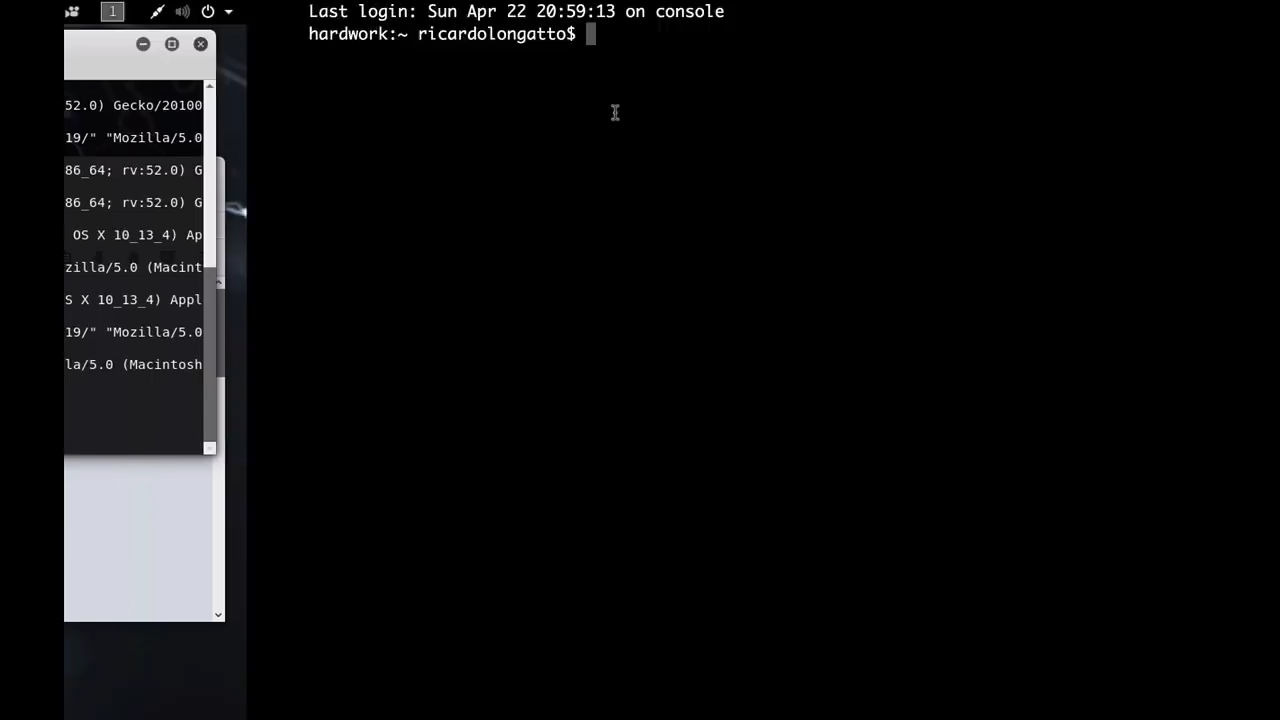 1
52.0) Gecko/20100
19/" "Mozilla/5.0
86_64; rv:52.0) G
86_64; rv:52.0) G
OS X 10_13_4) Ap
zilla/5.0 (Macint
S X 10_13_4) Appl
19/" "Mozilla/5.0
la/5.0 (Macintosh
Last login: Sun Apr 22 20:59:13 on console
hardwork:~ ricardolongatto$